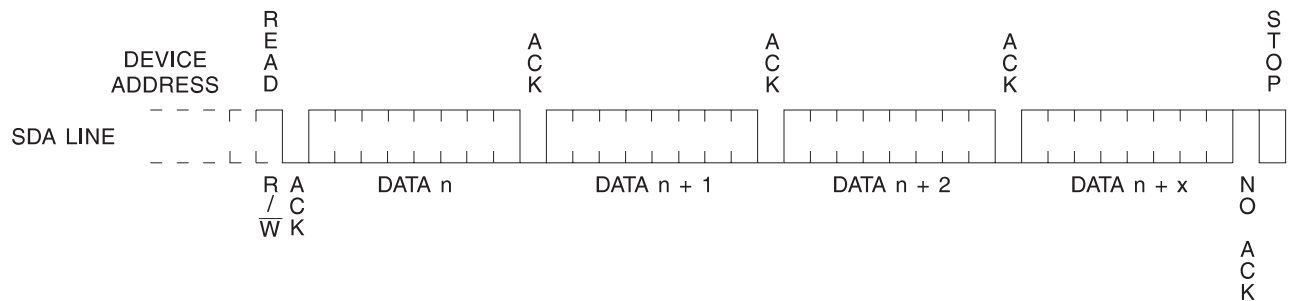 READ
ACK
ACK
ACK
STOP
DEVICE
ADDRESS
SDA LINE
R/W
ACK
DATA n
DATA n + 1
DATA n + 2
DATA n + x
NO ACK